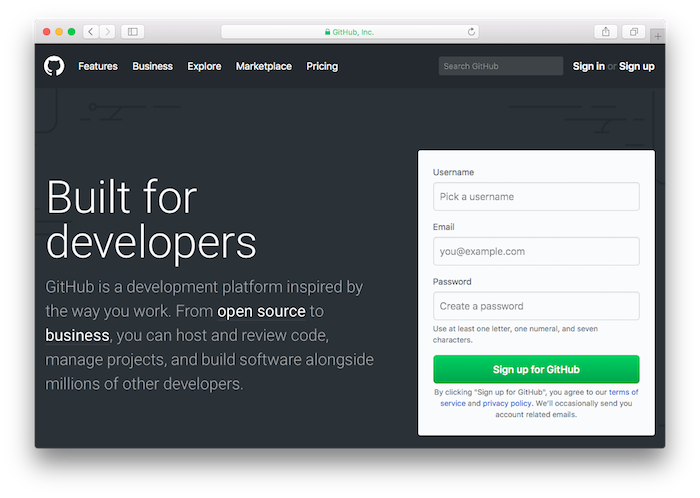 GitHub, Inc.
Features Business Explore Marketplace Pricing Search GitHub Sign in or Sign up
Built for
developers
GitHub is a development platform inspired by
the way you work. From open source to
business, you can host and review code,
manage projects, and build software alongside
millions of other developers.
Username
Pick a username
Email
you@example.com
Password
Create a password
Use at least one letter, one numeral, and seven
characters.
Sign up for GitHub
By clicking "Sign up for GitHub", you agree to our terms of
service and privacy policy. We'll occasionally send you
account related emails.